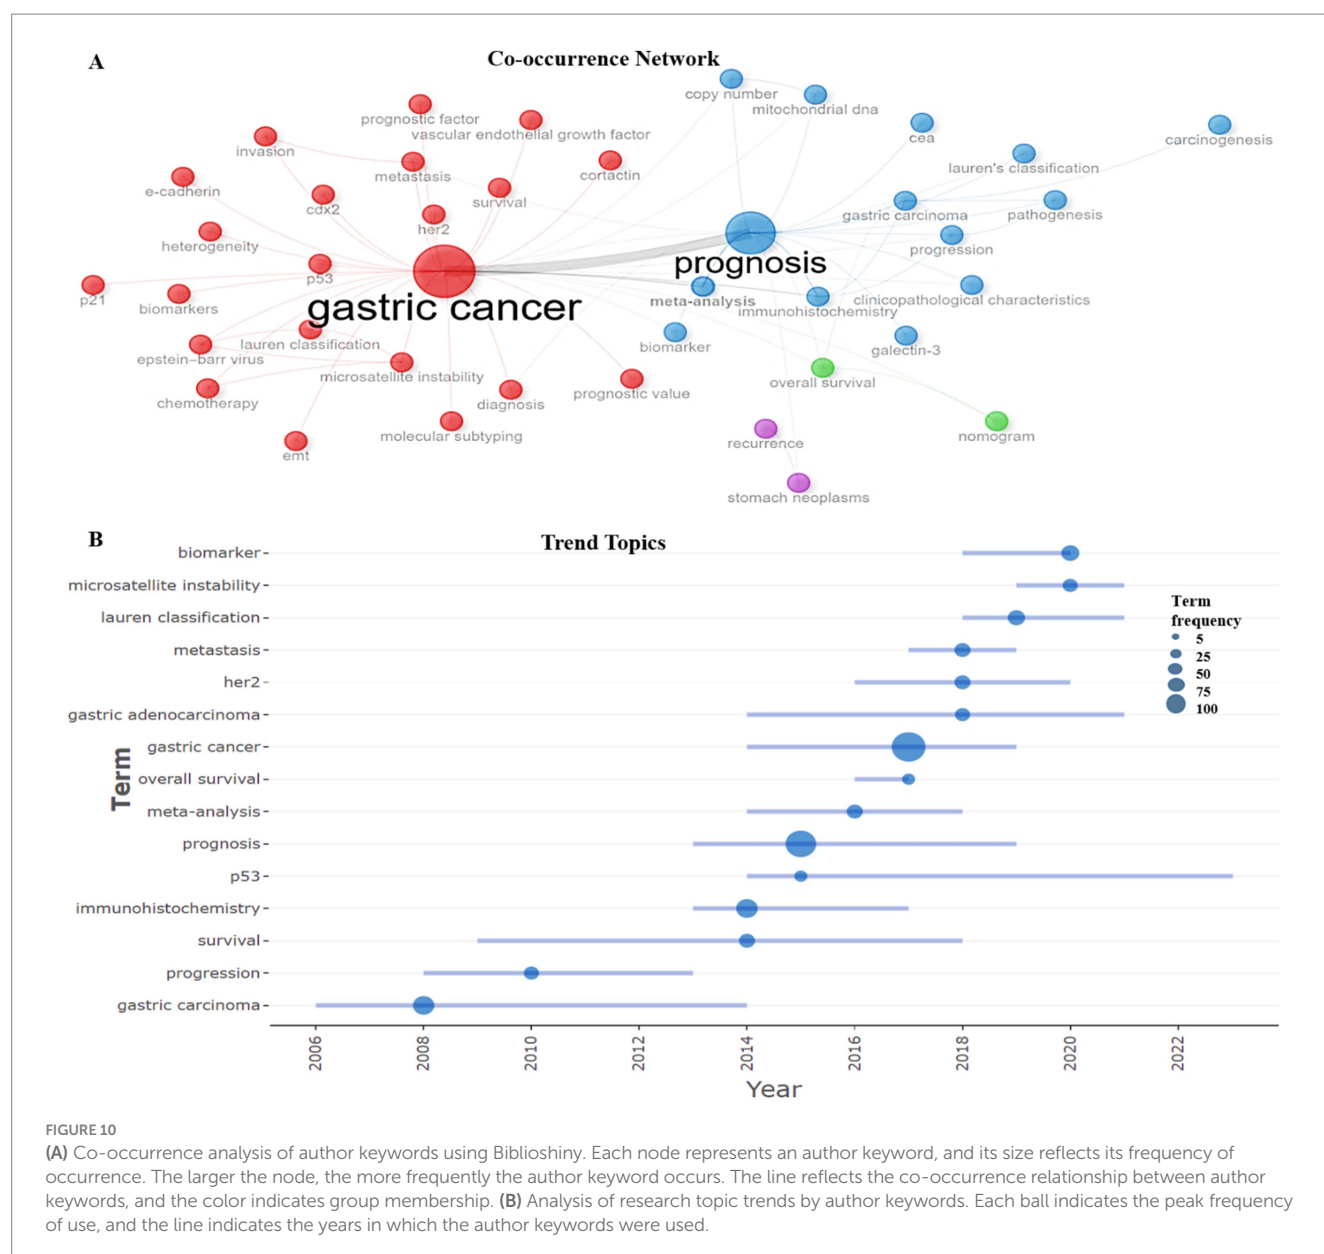 A
Co-occurrence Network
copy number
mitochondrial dna
prognostic factor
vascular endothelial growth factor
cea
carcinogenesis
invasion
metastasis
cortactin
lauren's classification
e-cadherin
cdx2
survival
gastric carcinoma
pathogenesis
her2
heterogeneity
progression
prognosis
p53
p21
biomarkers
gastric cancer
meta-analysis
immunohistochemistry
clinicopathological characteristics
lauren classification
biomarker
galectin-3
epstein–barr virus
microsatellite instability
overall survival
chemotherapy
diagnosis
prognostic value
molecular subtyping
recurrence
nomogram
emt
stomach neoplasms
B
Trend Topics
biomarker
microsatellite instability
lauren classification
metastasis
her2
gastric adenocarcinoma
gastric cancer
overall survival
meta-analysis
prognosis
p53
immunohistochemistry
survival
progression
gastric carcinoma
Term
Term
frequency
5
25
50
75
100
2006
2008
2010
2012
2014
2016
2018
2020
2022
Year
FIGURE 10
(A) Co-occurrence analysis of author keywords using Biblioshiny. Each node represents an author keyword, and its size reflects its frequency of
occurrence. The larger the node, the more frequently the author keyword occurs. The line reflects the co-occurrence relationship between author
keywords, and the color indicates group membership. (B) Analysis of research topic trends by author keywords. Each ball indicates the peak frequency
of use, and the line indicates the years in which the author keywords were used.